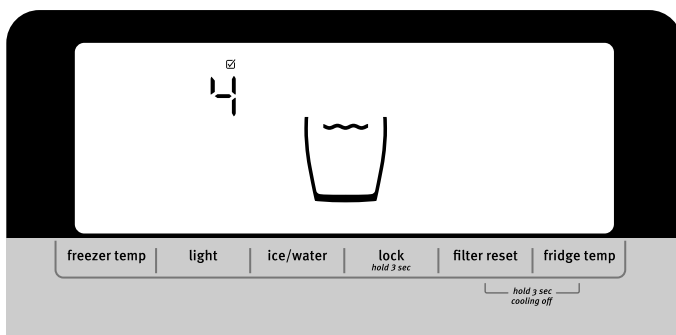 4
freezer temp light ice/water lock filter reset fridge temp
hold 3 sec
hold 3 sec
cooling off